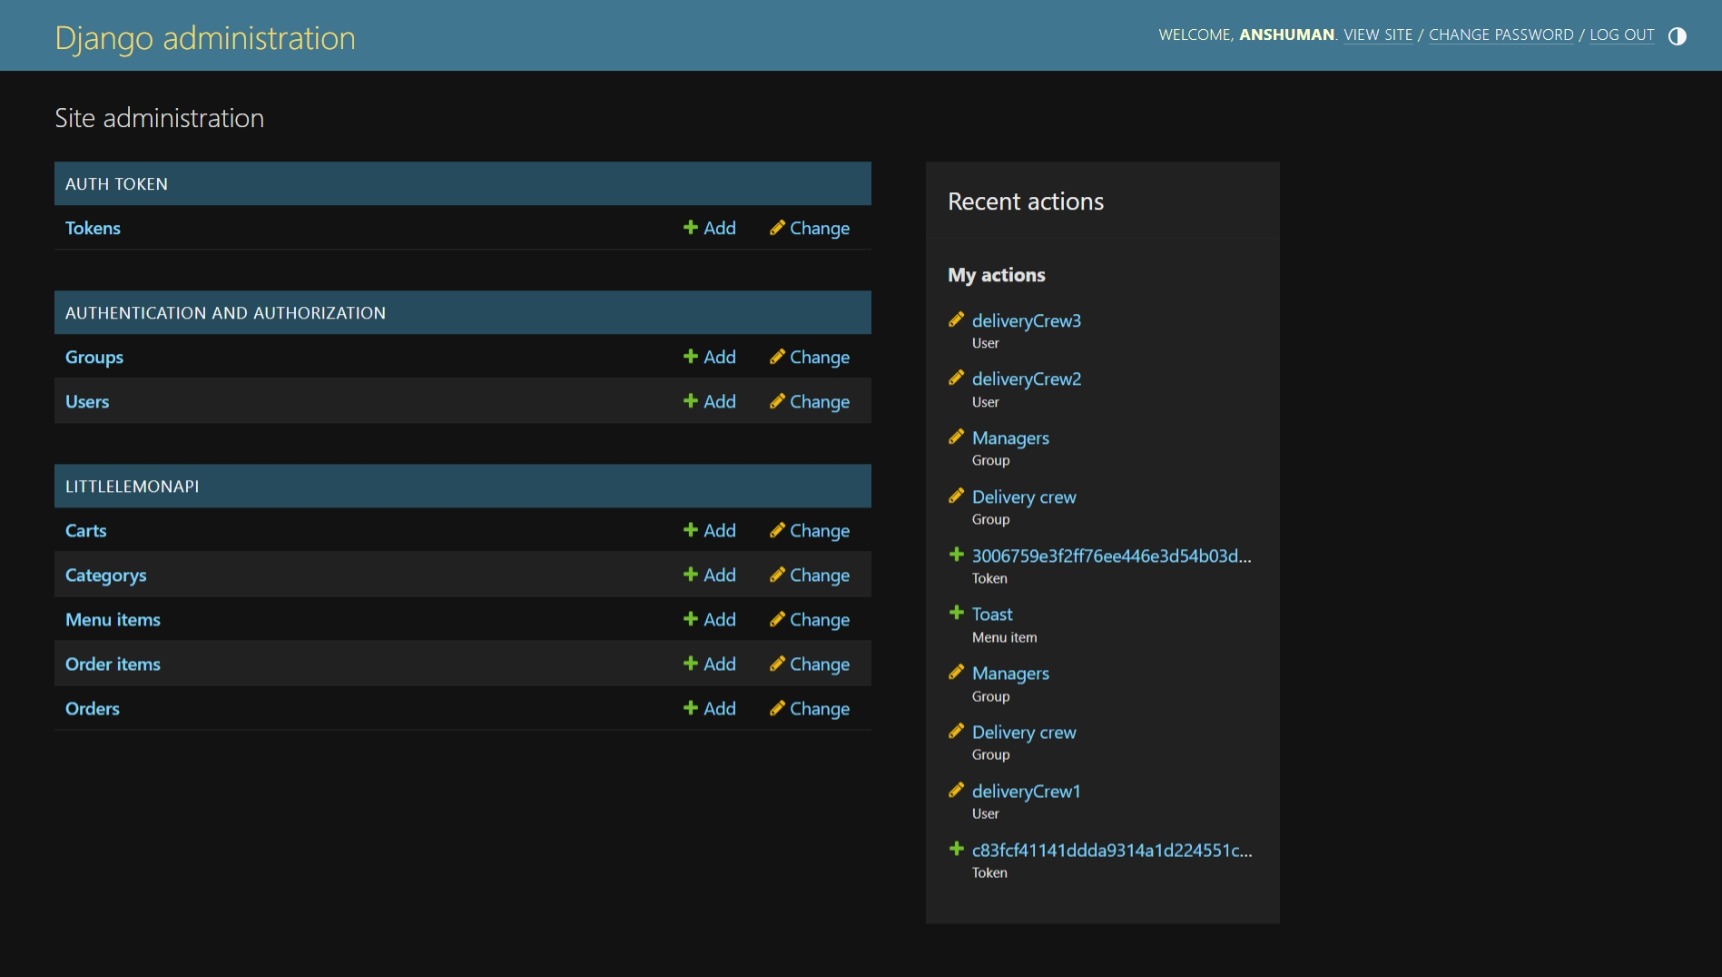 Django administration
WELCOME, ANSHUMAN. VIEW SITE / CHANGE PASSWORD / LOG OUT
Site administration
AUTH TOKEN
Tokens Add Change
AUTHENTICATION AND AUTHORIZATION
Groups Add Change
Users Add Change
LITTLELEMONAPI
Carts Add Change
Categorys Add Change
Menu items Add Change
Order items Add Change
Orders Add Change
Recent actions
My actions
deliveryCrew3
User
deliveryCrew2
User
Managers
Group
Delivery crew
Group
3006759e3f2ff76ee446e3d54b03d...
Token
Toast
Menu item
Managers
Group
Delivery crew
Group
deliveryCrew1
User
c83fcf41141ddda9314a1d224551c...
Token